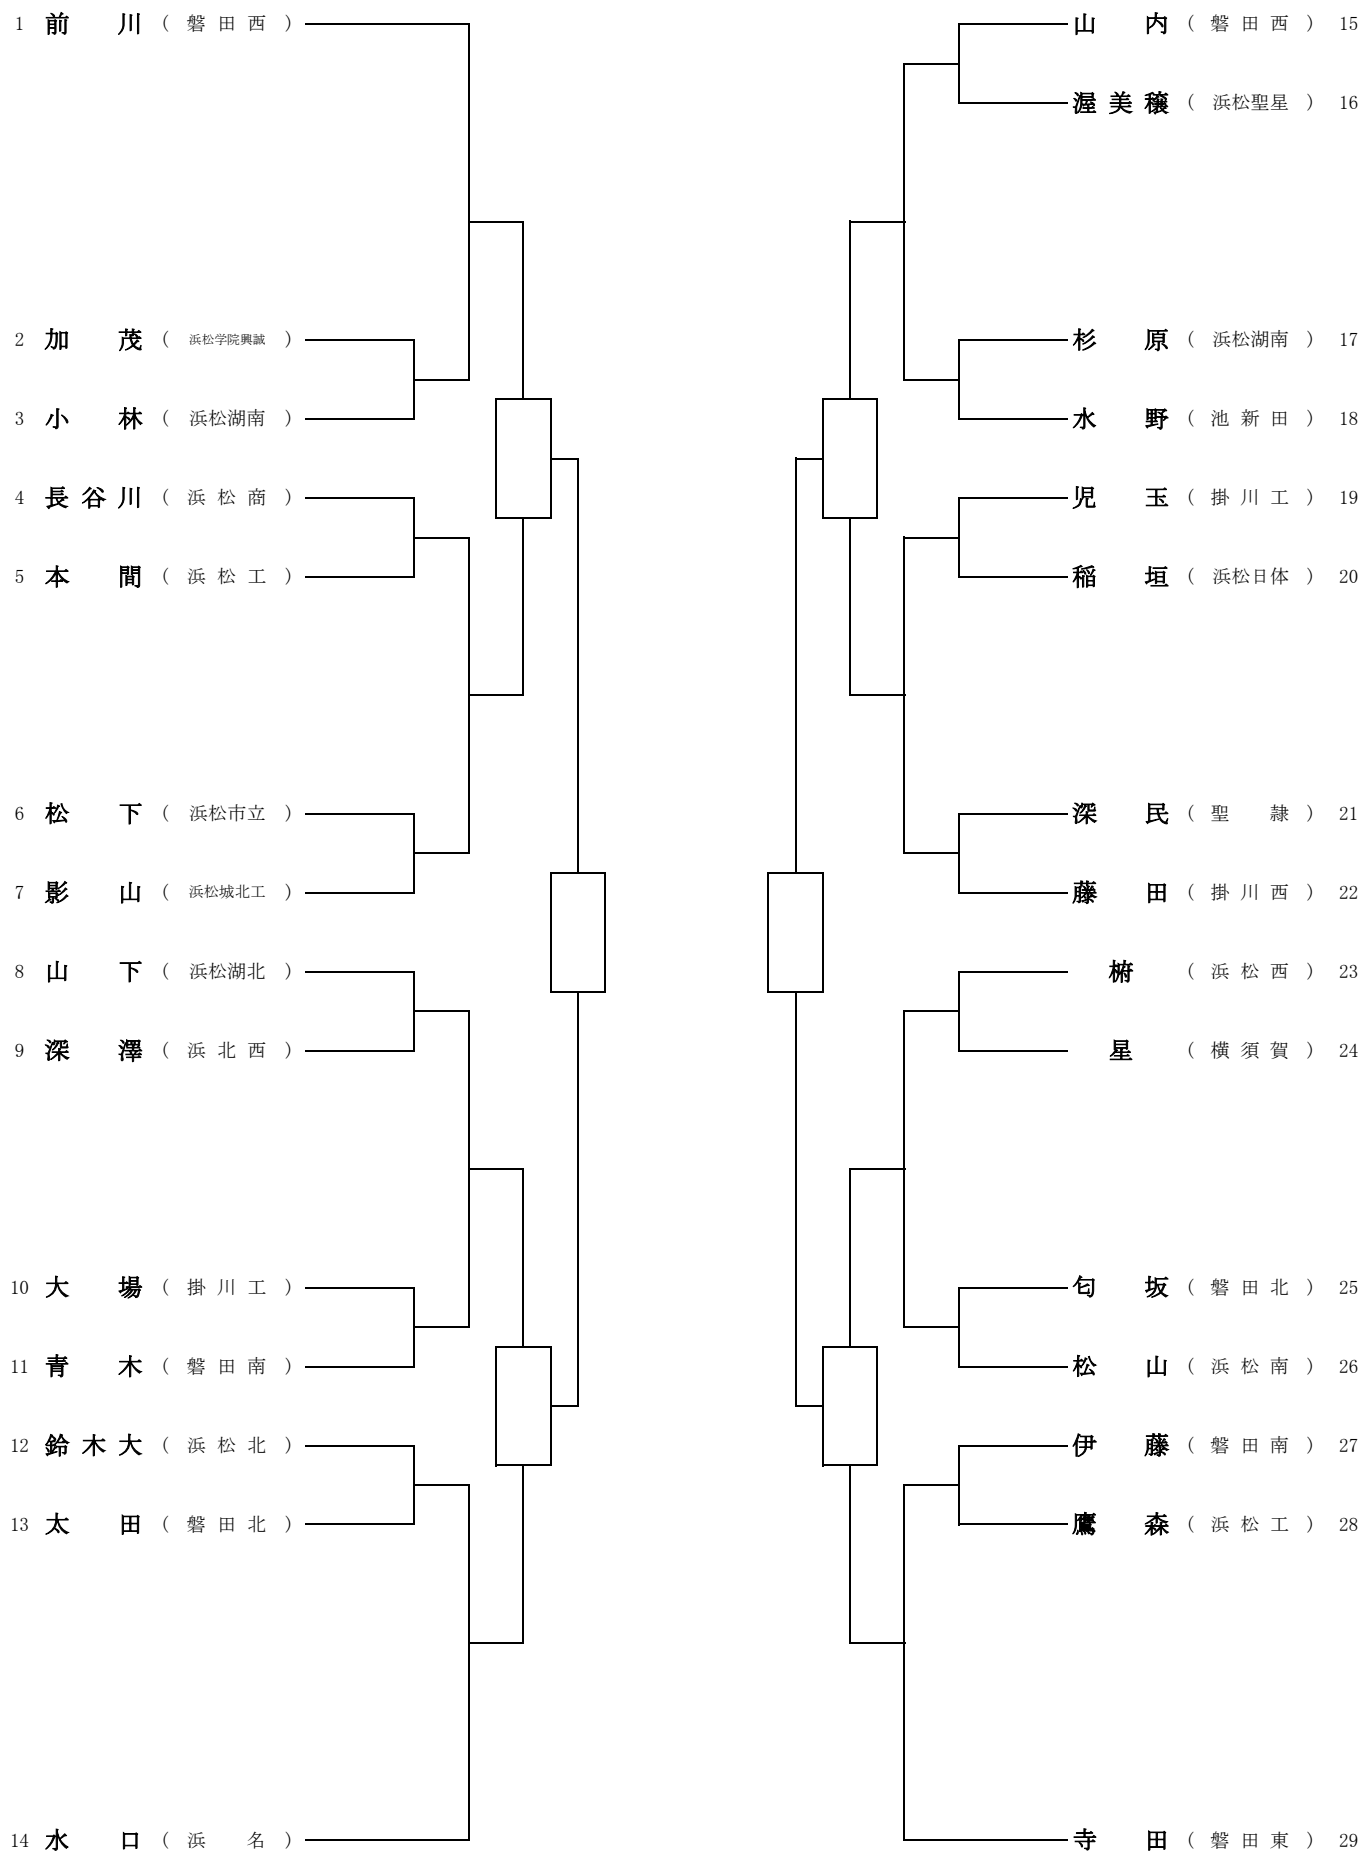 1 前川 (磐田西)
2 加茂 (浜松学院興誠)
3 小林 (浜松湖南)
4 長谷川 (浜松商)
5 本間 (浜松工)
6 松下 (浜松市立)
7 影山 (浜松城北工)
8 山下 (浜松湖北)
9 深澤 (浜北西)
10 大場 (掛川工)
11 青木 (磐田南)
12 鈴木大 (浜松北)
13 太田 (磐田北)
14 水口 (浜名)
山内 (磐田西) 15
渥美穣 (浜松聖星) 16
杉原 (浜松湖南) 17
水野 (池新田) 18
児玉 (掛川工) 19
稲垣 (浜松日体) 20
深民 (聖隷) 21
藤田 (掛川西) 22
椨 (浜松西) 23
星 (横須賀) 24
匂坂 (磐田北) 25
松山 (浜松南) 26
伊藤 (磐田南) 27
鷹森 (浜松工) 28
寺田 (磐田東) 29